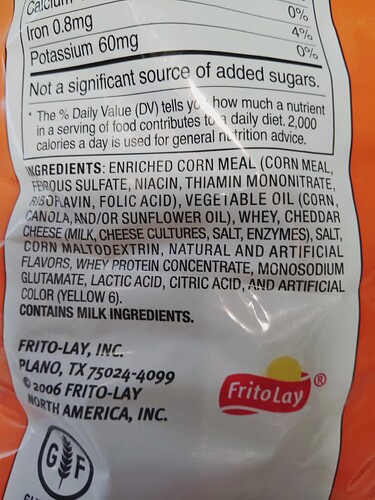 Calcium
0%
Iron 0.8mg
4%
Potassium 60mg
0%
Not a significant source of added sugars.
* The % Daily Value (DV) tells you how much a nutrient
in a serving of food contributes to a daily diet. 2,000
calories a day is used for general nutrition advice.
INGREDIENTS: ENRICHED CORN MEAL (CORN MEAL,
FERROUS SULFATE, NIACIN, THIAMIN MONONITRATE,
RIBOFLAVIN, FOLIC ACID), VEGETABLE OIL (CORN,
CANOLA, AND/OR SUNFLOWER OIL), WHEY, CHEDDAR
CHEESE (MILK, CHEESE CULTURES, SALT, ENZYMES), SALT,
CORN MALTODEXTRIN, NATURAL AND ARTIFICIAL
FLAVORS, WHEY PROTEIN CONCENTRATE, MONOSODIUM
GLUTAMATE, LACTIC ACID, CITRIC ACID, AND ARTIFICIAL
COLOR (YELLOW 6).
CONTAINS MILK INGREDIENTS.
FRITO-LAY, INC.
PLANO, TX 75024-4099
© 2006 FRITO-LAY
NORTH AMERICA, INC.
Frito Lay ®
G F